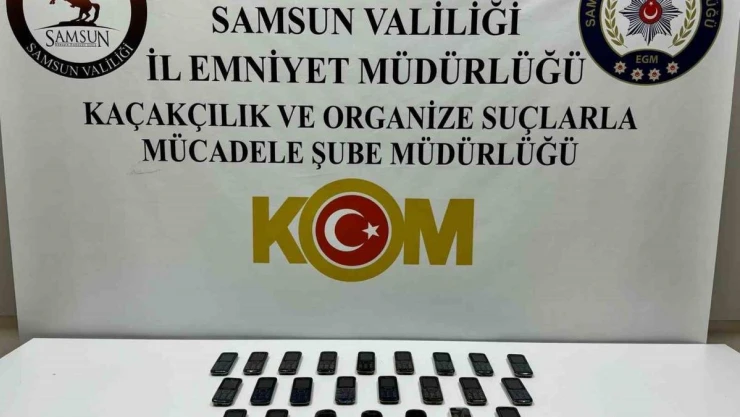 SAMSUN VALİLİĞİ
İL EMNİYET MÜDÜRLÜĞÜ
KAÇAKÇILIK VE ORGANİZE SUÇLARLA
MÜCADELE ŞUBE MÜDÜRLÜĞÜ
KOM
SAMSUN
SAMSUN VALİLİĞİ
EGM